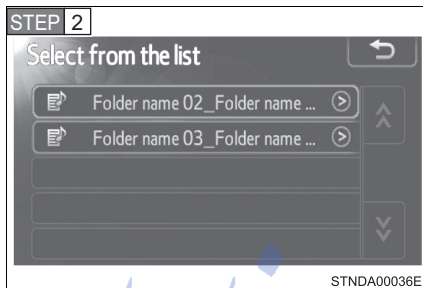 STEP 2
Select from the list
Folder name 02_Folder name ...
Folder name 03_Folder name ...
STNDA00036E